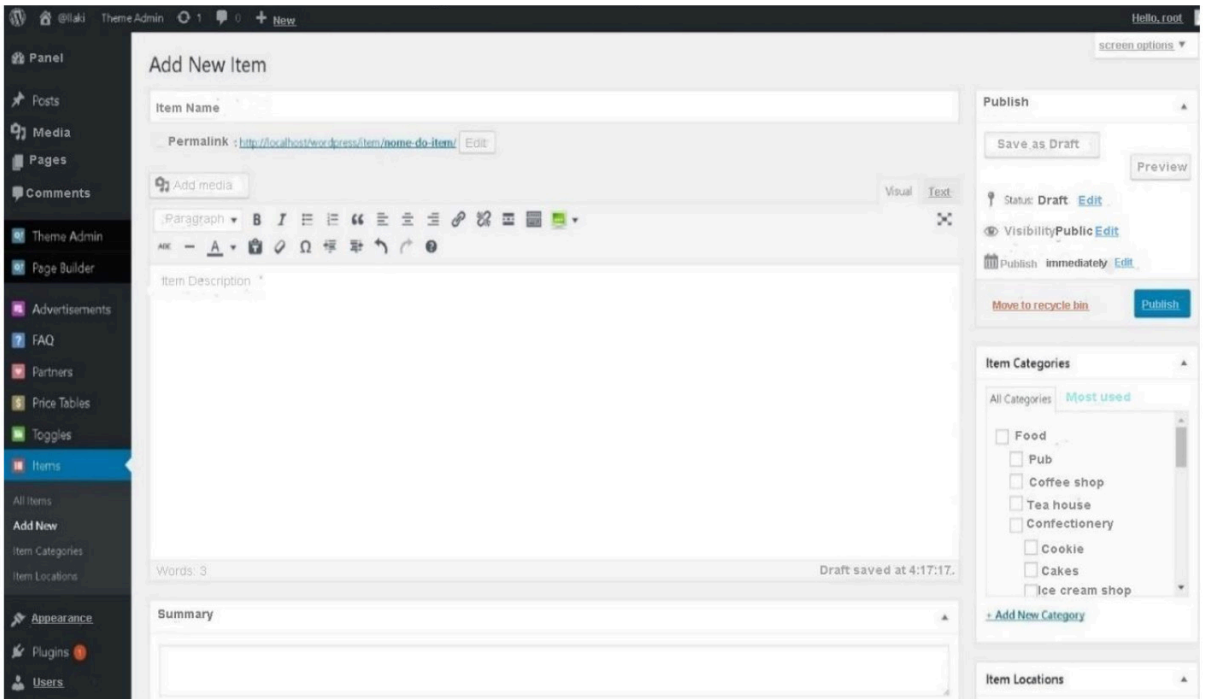 @llaki Theme Admin 1 0 + New Hello, root
screen options ▼
Panel
Posts
Media
Pages
Comments
Theme Admin
Page Builder
Advertisements
FAQ
Partners
Price Tables
Toggles
Items
All Items
Add New
Item Categories
Item Locations
Appearance
Plugins 1
Users
Add New Item
Item Name
Permalink : http://localhost/wordpress/item/nome-do-item/ Edit
Add media
Visual Text
Paragraph
ABC
Item Description *
Words: 3 Draft saved at 4:17:17.
Summary
Publish
Save as Draft
Preview
Status: Draft Edit
VisibilityPublic Edit
Publish immediately Edit
Move to recycle bin Publish
Item Categories
All Categories Most used
Food
Pub
Coffee shop
Tea house
Confectionery
Cookie
Cakes
Ice cream shop
+ Add New Category
Item Locations